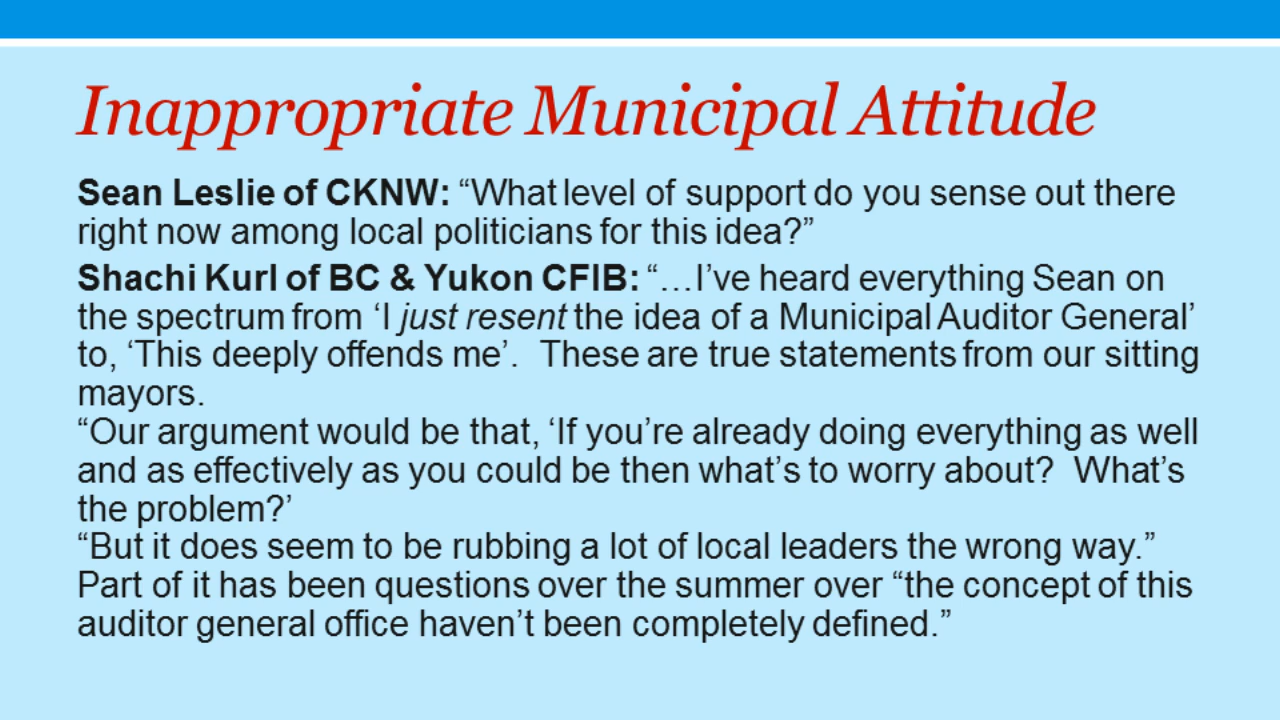 Inappropriate Municipal Attitude
Sean Leslie of CKNW: “What level of support do you sense out there
right now among local politicians for this idea?”
Shachi Kurl of BC & Yukon CFIB: “…I’ve heard everything Sean on
the spectrum from ‘I just resent the idea of a Municipal Auditor General’
to, ‘This deeply offends me’.  These are true statements from our sitting
mayors.
“Our argument would be that, ‘If you’re already doing everything as well
and as effectively as you could be then what’s to worry about?  What’s
the problem?’
“But it does seem to be rubbing a lot of local leaders the wrong way.”
Part of it has been questions over the summer over “the concept of this
auditor general office haven’t been completely defined.”